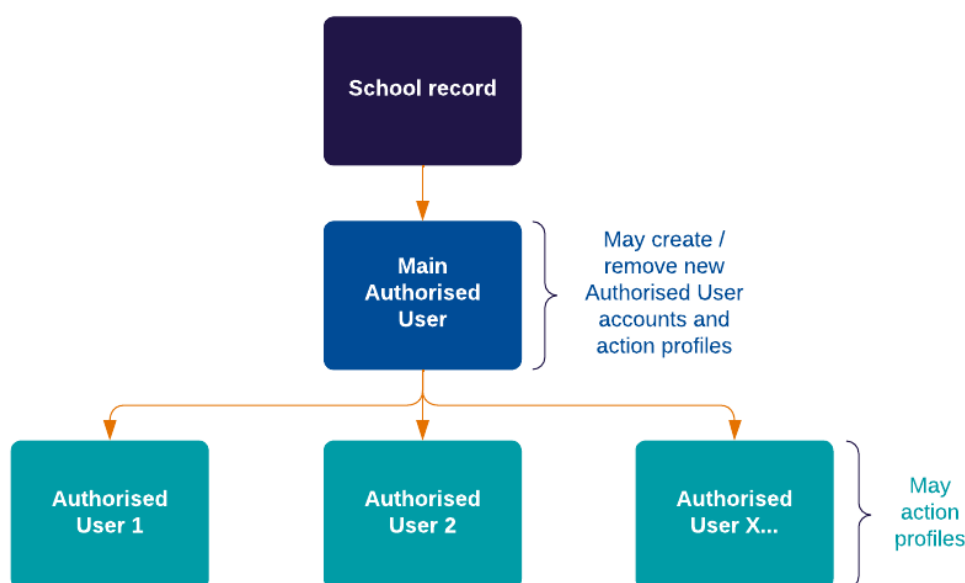 School record
Main
Authorised
User
May create /
remove new
Authorised User
accounts and
action profiles
Authorised
User 1
Authorised
User 2
Authorised
User X...
May
action
profiles